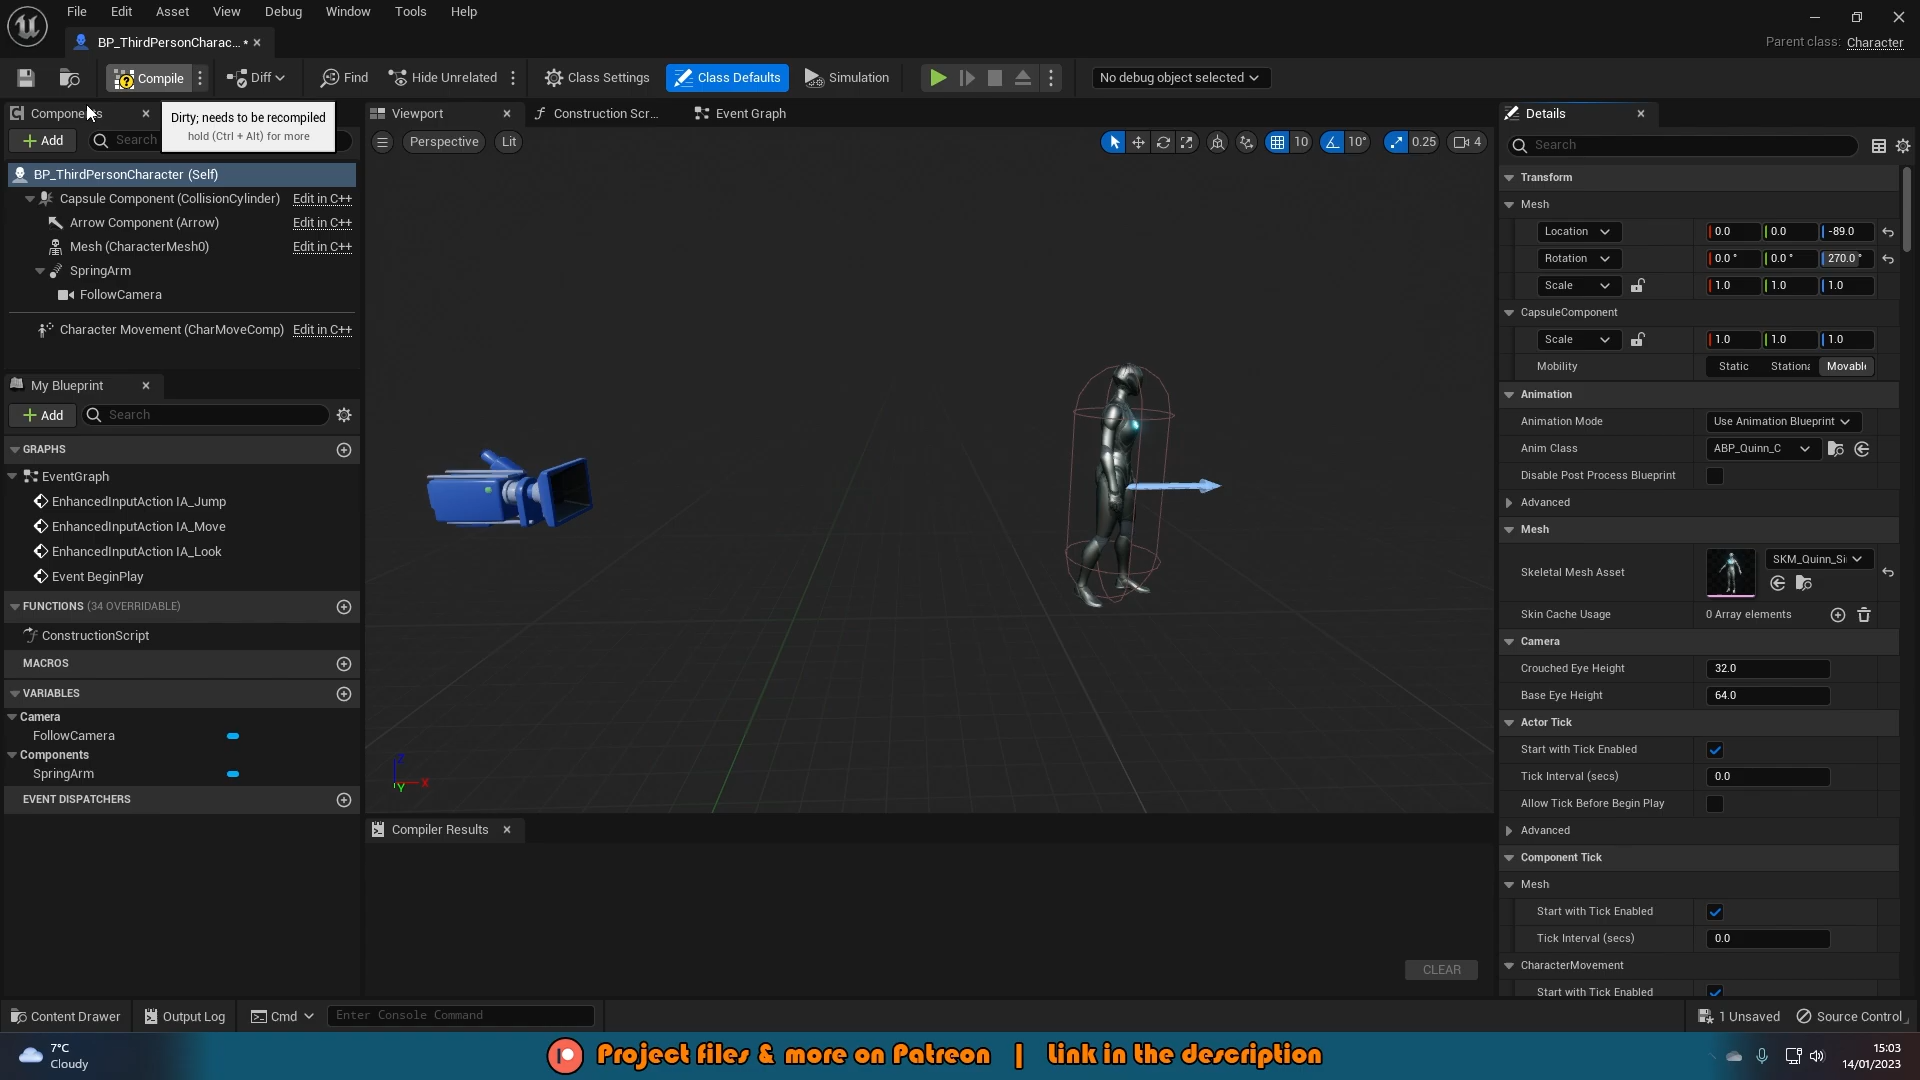 File Edit Asset View Debug Window Tools Help
BP_ThirdPersonCharac... •
Parent class: Character
Compile Diff Find Hide Unrelated Class Settings Class Defaults Simulation No debug object selected
Components
Dirty; needs to be recompiled
hold (Ctrl + Alt) for more
Add Search
BP_ThirdPersonCharacter (Self)
Capsule Component (CollisionCylinder) Edit in C++
Arrow Component (Arrow) Edit in C++
Mesh (CharacterMesh0) Edit in C++
SpringArm
FollowCamera
Character Movement (CharMoveComp) Edit in C++
My Blueprint
Add Search
GRAPHS
EventGraph
EnhancedInputAction IA_Jump
EnhancedInputAction IA_Move
EnhancedInputAction IA_Look
Event BeginPlay
FUNCTIONS (34 OVERRIDABLE)
ConstructionScript
MACROS
VARIABLES
Camera
FollowCamera
Components
SpringArm
EVENT DISPATCHERS
Viewport Construction Scr... Event Graph
Perspective Lit 10 10° 0.25 4
Z X Y
Compiler Results
CLEAR
Details
Search
Transform
Mesh
Location 0.0 0.0 -89.0
Rotation 0.0 ° 0.0 ° 270.0 °
Scale 1.0 1.0 1.0
CapsuleComponent
Scale 1.0 1.0 1.0
Mobility Static Stationa Movabl
Animation
Animation Mode Use Animation Blueprint
Anim Class ABP_Quinn_C
Disable Post Process Blueprint
Advanced
Mesh
Skeletal Mesh Asset SKM_Quinn_Si
Skin Cache Usage 0 Array elements
Camera
Crouched Eye Height 32.0
Base Eye Height 64.0
Actor Tick
Start with Tick Enabled
Tick Interval (secs) 0.0
Allow Tick Before Begin Play
Advanced
Component Tick
Mesh
Start with Tick Enabled
Tick Interval (secs) 0.0
CharacterMovement
Start with Tick Enabled
Content Drawer Output Log Cmd Enter Console Command 1 Unsaved Source Control
7°C
Cloudy
Project files & more on Patreon | Link in the description
15:03
14/01/2023